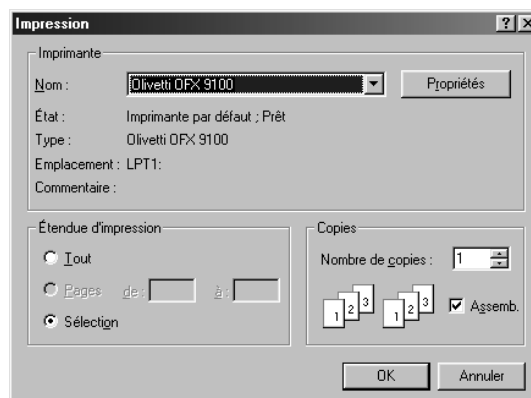 Impression
Imprimante
Nom : Olivetti OFX 9100 Propriétés
État : Imprimante par défaut ; Prêt
Type : Olivetti OFX 9100
Emplacement : LPT1:
Commentaire :
Étendue d'impression
Tout
Pages de : à :
Sélection
Copies
Nombre de copies : 1
1 2 3 1 2 3 Assemb.
OK Annuler